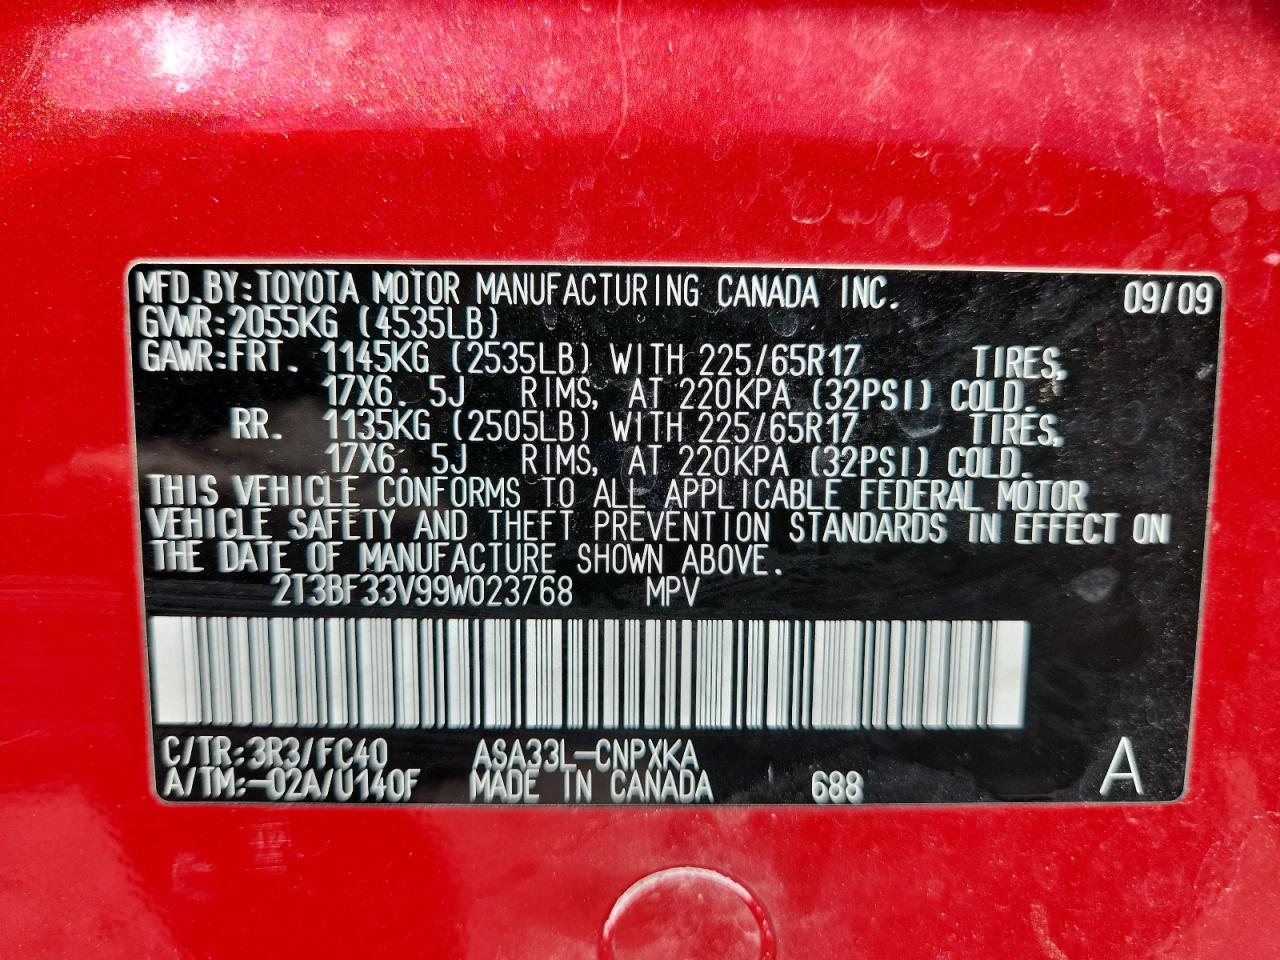 MFD.BY:TOYOTA MOTOR MANUFACTURING CANADA INC. 09/09
GVWR:2055KG (4535LB)
GAWR:FRT. 1145KG (2535LB) WITH 225/65R17 TIRES,
17X6.5J RIMS, AT 220KPA (32PSI) COLD.
RR. 1135KG (2505LB) WITH 225/65R17 TIRES,
17X6.5J RIMS, AT 220KPA (32PSI) COLD.
THIS VEHICLE CONFORMS TO ALL APPLICABLE FEDERAL MOTOR
VEHICLE SAFETY AND THEFT PREVENTION STANDARDS IN EFFECT ON
THE DATE OF MANUFACTURE SHOWN ABOVE.
2T3BF33V99W023768 MPV
C/TR:3R3/FC40 ASA33L-CNPXKA
A/TM:-02A/U140F MADE IN CANADA 688 A